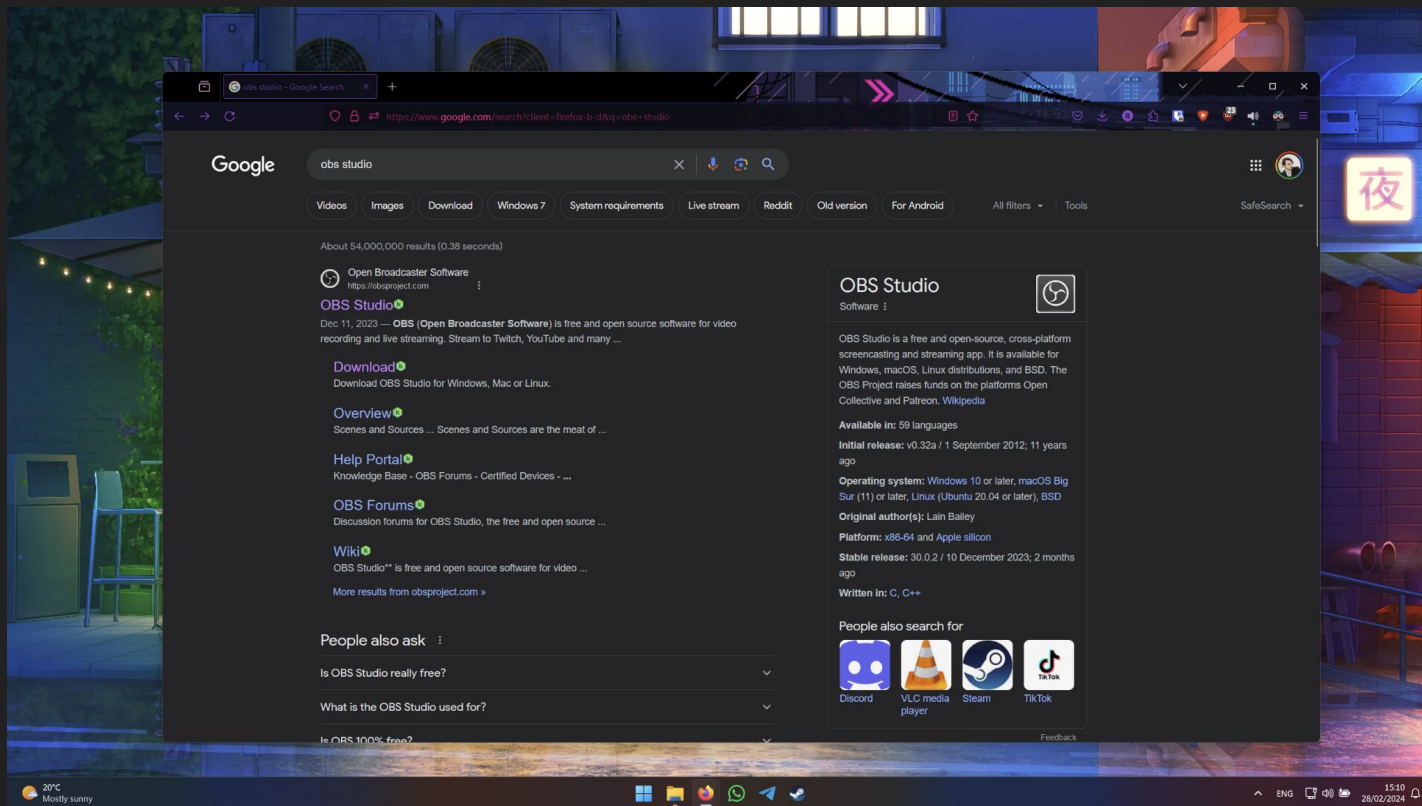 obs studio - Google Search
https://www.google.com/search?client=firefox-b-d&q=obs+studio
23
Google
obs studio
Videos
Images
Download
Windows 7
System requirements
Live stream
Reddit
Old version
For Android
All filters
Tools
SafeSearch
About 54,000,000 results (0.38 seconds)
Open Broadcaster Software
https://obsproject.com
OBS Studio
Dec 11, 2023 — OBS (Open Broadcaster Software) is free and open source software for video
recording and live streaming. Stream to Twitch, YouTube and many ...
Download
Download OBS Studio for Windows, Mac or Linux.
Overview
Scenes and Sources ... Scenes and Sources are the meat of ...
Help Portal
Knowledge Base - OBS Forums - Certified Devices - ...
OBS Forums
Discussion forums for OBS Studio, the free and open source ...
Wiki
OBS Studio** is free and open source software for video ...
More results from obsproject.com »
People also ask
Is OBS Studio really free?
What is the OBS Studio used for?
Is OBS 100% free?
OBS Studio
Software
OBS Studio is a free and open-source, cross-platform
screencasting and streaming app. It is available for
Windows, macOS, Linux distributions, and BSD. The
OBS Project raises funds on the platforms Open
Collective and Patreon. Wikipedia
Available in: 59 languages
Initial release: v0.32a / 1 September 2012; 11 years
ago
Operating system: Windows 10 or later, macOS Big
Sur (11) or later, Linux (Ubuntu 20.04 or later), BSD
Original author(s): Lain Bailey
Platform: x86-64 and Apple silicon
Stable release: 30.0.2 / 10 December 2023; 2 months
ago
Written in: C, C++
People also search for
TikTok
Discord
VLC media
player
Steam
TikTok
Feedback
夜
20°C
Mostly sunny
ENG
15:10
28/02/2024